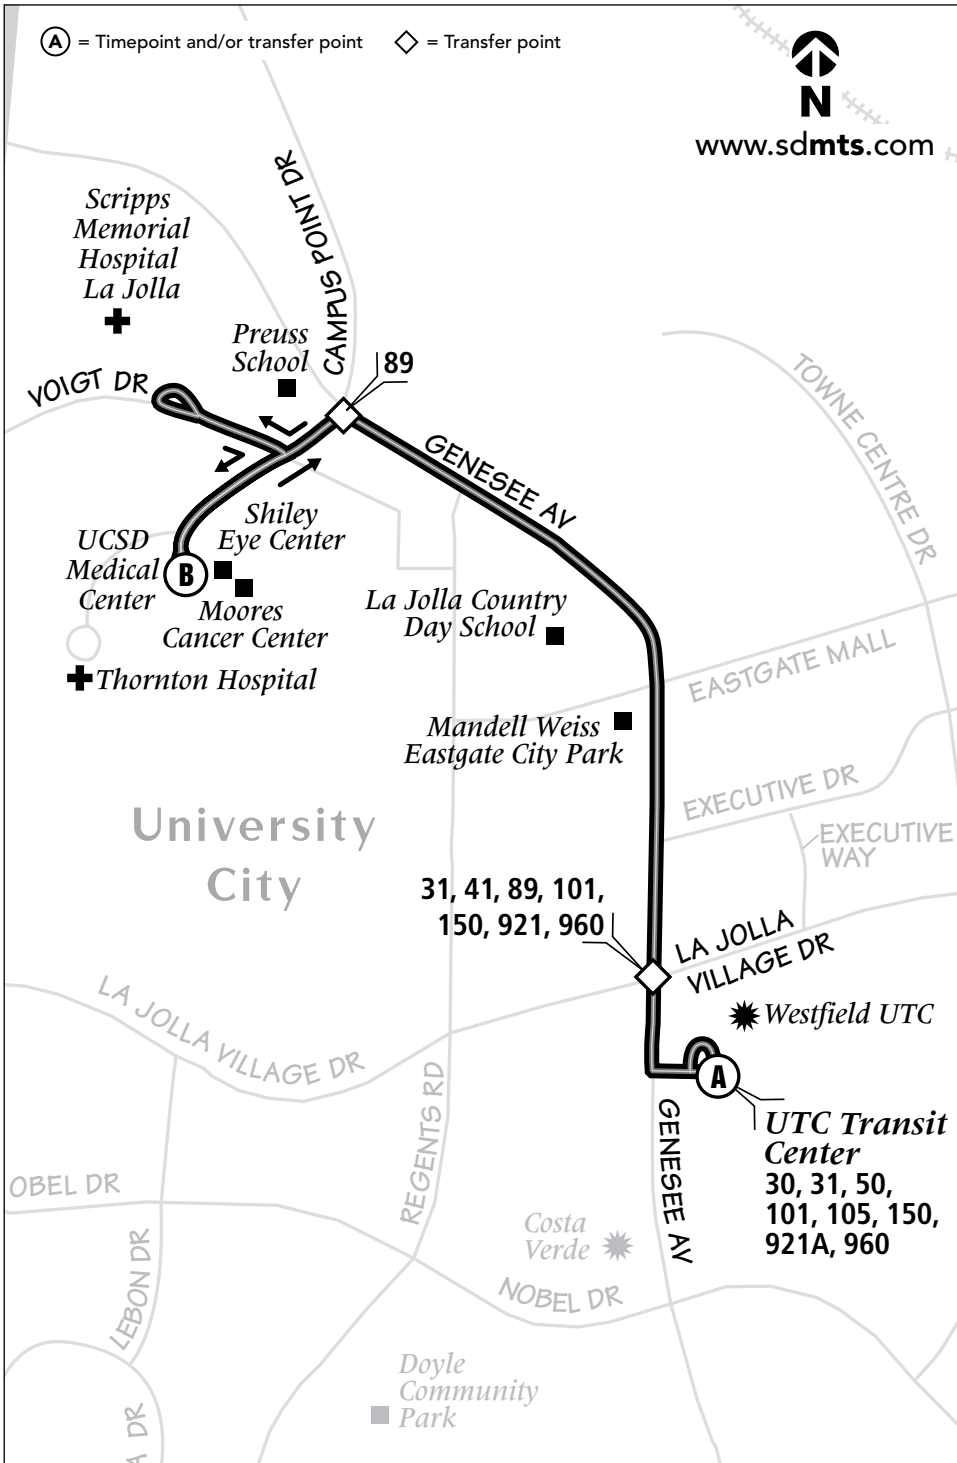 A = Timepoint and/or transfer point
= Transfer point
N
www.sdmts.com
Scripps
Memorial
Hospital
La Jolla
CAMPUS POINT DR
Preuss
School
89
VOIGT DR
TOWNE CENTRE DR
GENESEE AV
Shiley
Eye Center
UCSD
Medical
Center
B
Moores
Cancer Center
La Jolla Country
Day School
Thornton Hospital
EASTGATE MALL
Mandell Weiss
Eastgate City Park
EXECUTIVE DR
University
City
EXECUTIVE
WAY
31, 41, 89, 101,
150, 921, 960
LA JOLLA
VILLAGE DR
Westfield UTC
LA JOLLA VILLAGE DR
A
REGENTS RD
GENESEE AV
UTC Transit
Center
30, 31, 50,
101, 105, 150,
921A, 960
OBEL DR
Costa
Verde
LEBON DR
NOBEL DR
Doyle
Community
Park
A DR